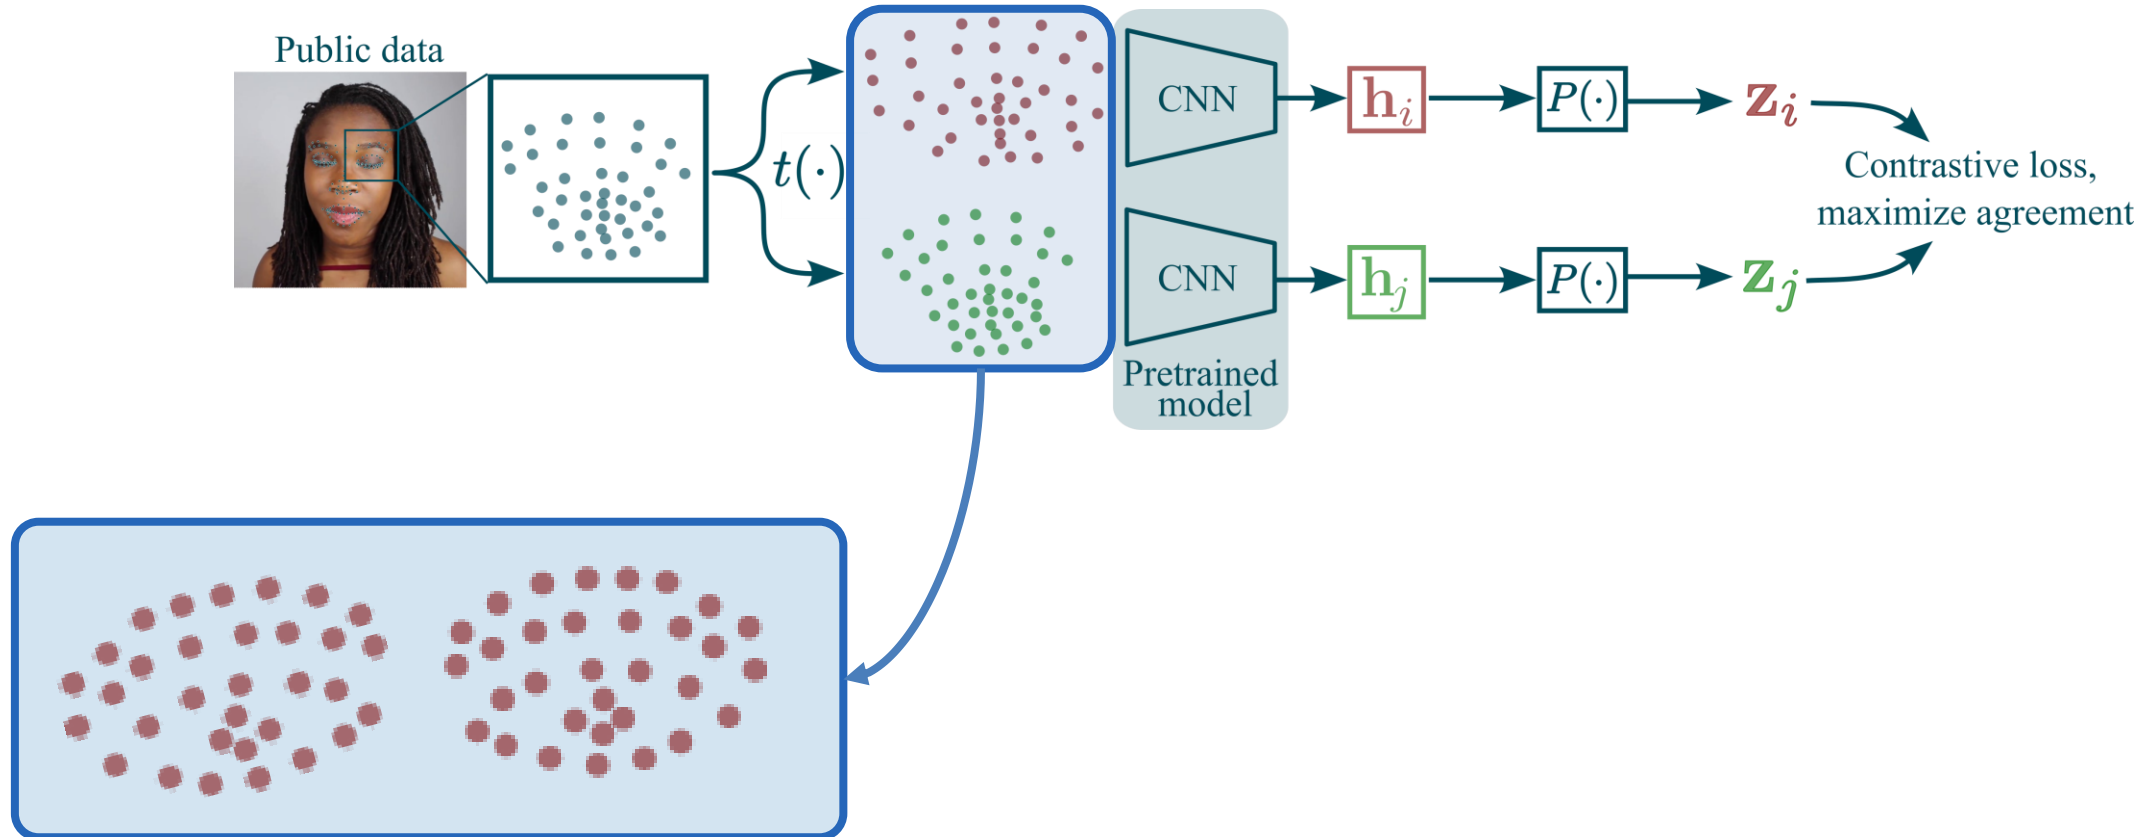 Public data
t(·)
CNN
h_i
P(·)
z_i
Contrastive loss,
maximize agreement
CNN
h_j
P(·)
z_j
Pretrained
model